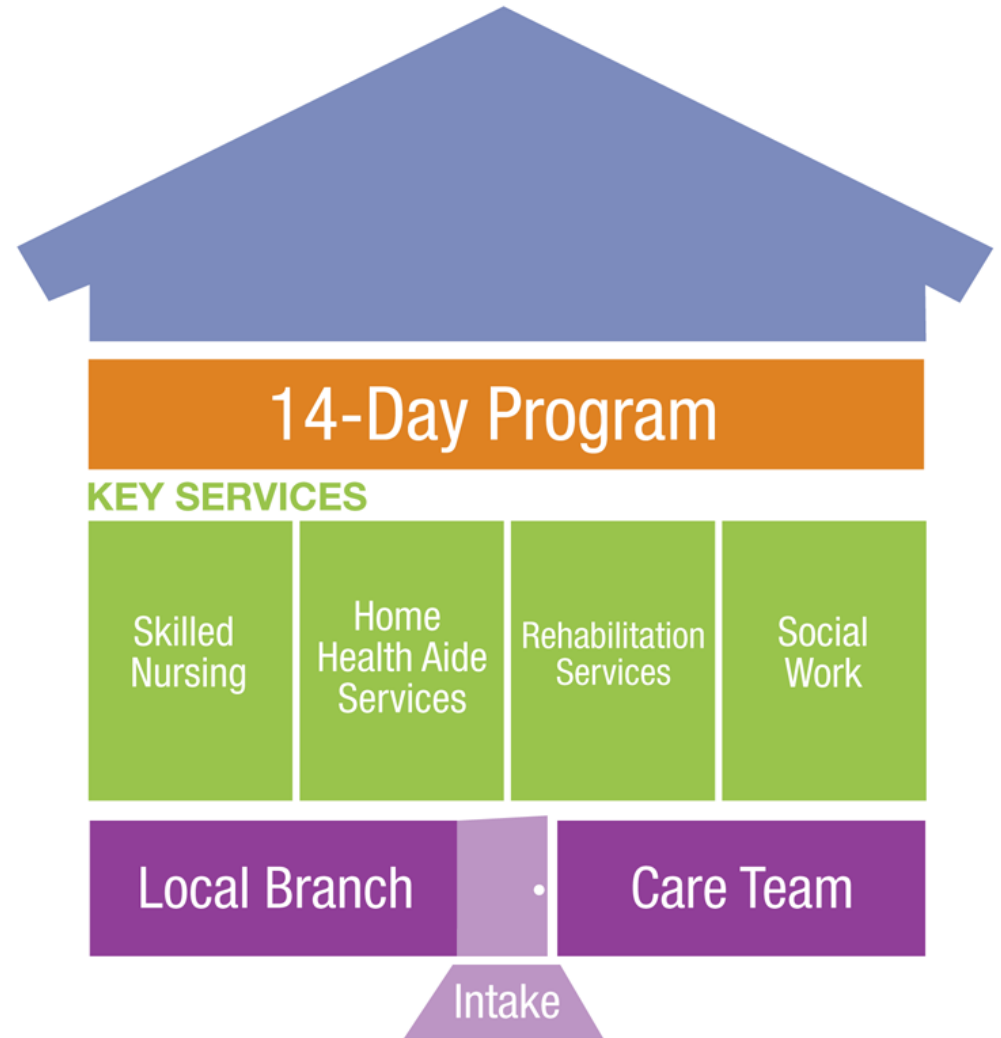 14-Day Program
KEY SERVICES
Skilled
Nursing
Home
Health Aide
Services
Rehabilitation
Services
Social
Work
Local Branch
Care Team
Intake